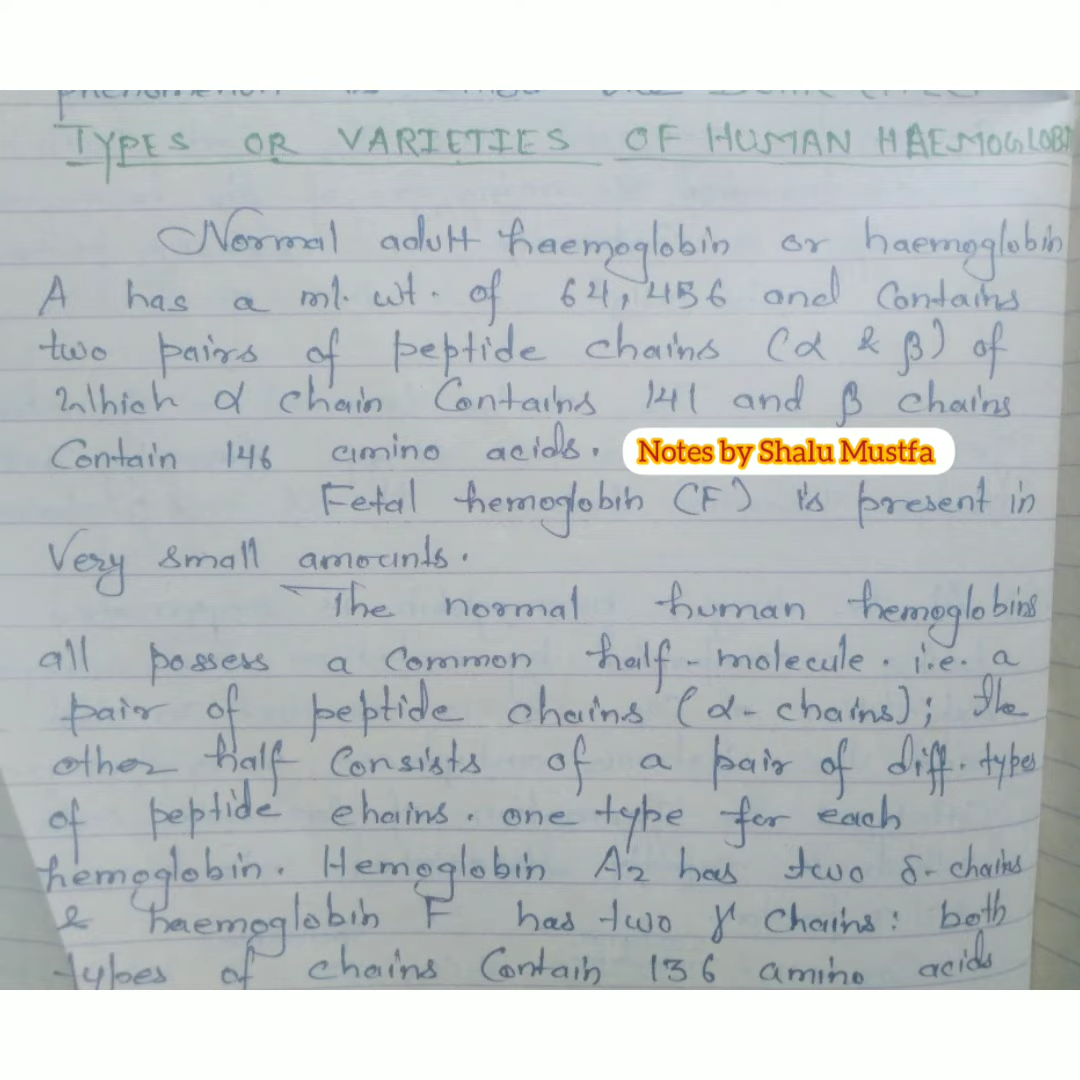 TYPES OR VARIETIES OF HUMAN HAEMOGLOBI
Normal adult haemoglobin or haemoglobin
A has a ml. wt. of 64,456 and Contains
two pairs of peptide chains (α & β) of
Which α chain Contains 141 and β chains
Contain 146 amino acids.
Notes by Shalu Mustfa
Fetal hemoglobin (F) is present in
Very small amounts.
The normal human hemoglobins
all possess a common half-molecule. i.e. a
pair of peptide chains (α-chains); the
other half Consists of a pair of diff. types
of peptide chains. one type for each
hemoglobin. Hemoglobin A2 has two δ-chains
& haemoglobin F has two γ Chains: both
types of chains Contain 136 amino acids